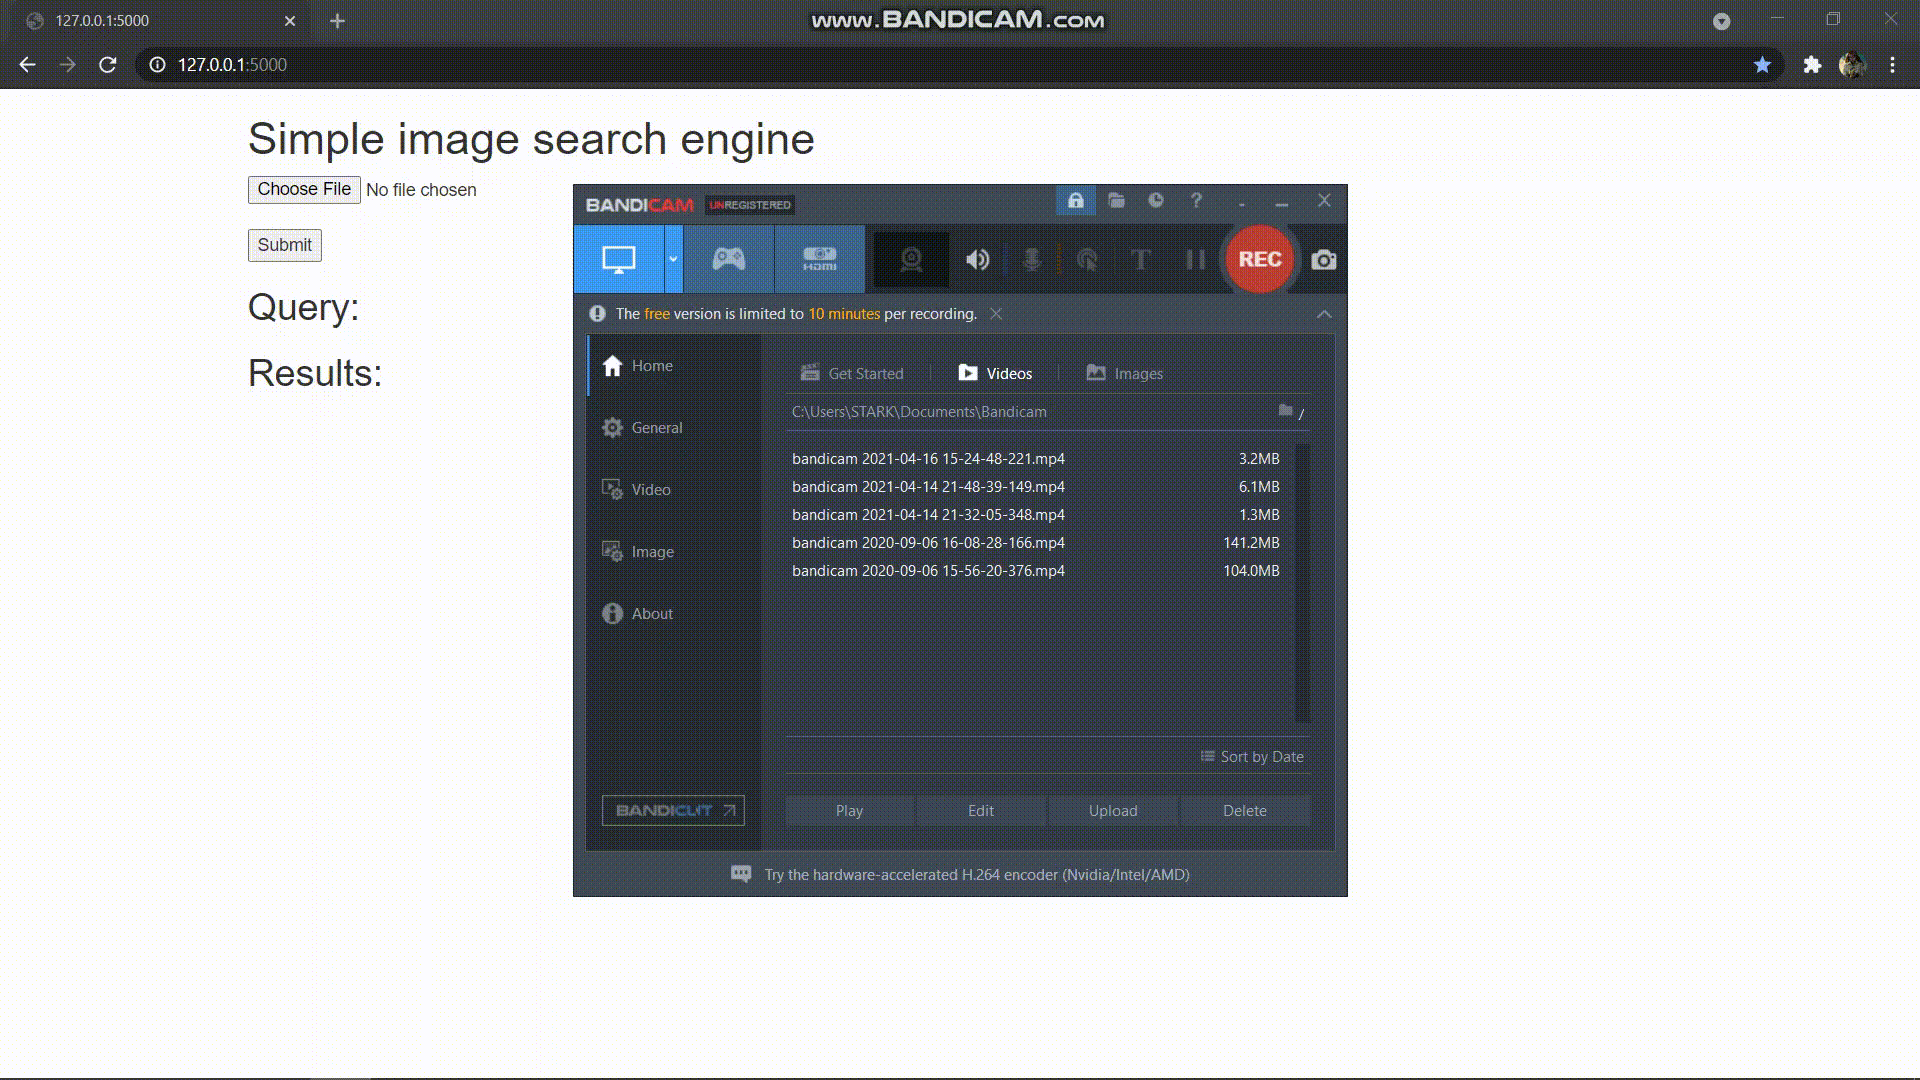 127.0.0.1:5000
www.BANDICAM.com
127.0.0.1:5000
Simple image search engine
Choose File No file chosen
Submit
Query:
Results:
BANDICAM UNREGISTERED
HDMI
REC
The free version is limited to 10 minutes per recording.
Home
General
Video
Image
About
BANDICUT
Get Started
Videos
Images
C:\Users\STARK\Documents\Bandicam
bandicam 2021-04-16 15-24-48-221.mp4 3.2MB
bandicam 2021-04-14 21-48-39-149.mp4 6.1MB
bandicam 2021-04-14 21-32-05-348.mp4 1.3MB
bandicam 2020-09-06 16-08-28-166.mp4 141.2MB
bandicam 2020-09-06 15-56-20-376.mp4 104.0MB
Sort by Date
Play Edit Upload Delete
Try the hardware-accelerated H.264 encoder (Nvidia/Intel/AMD)